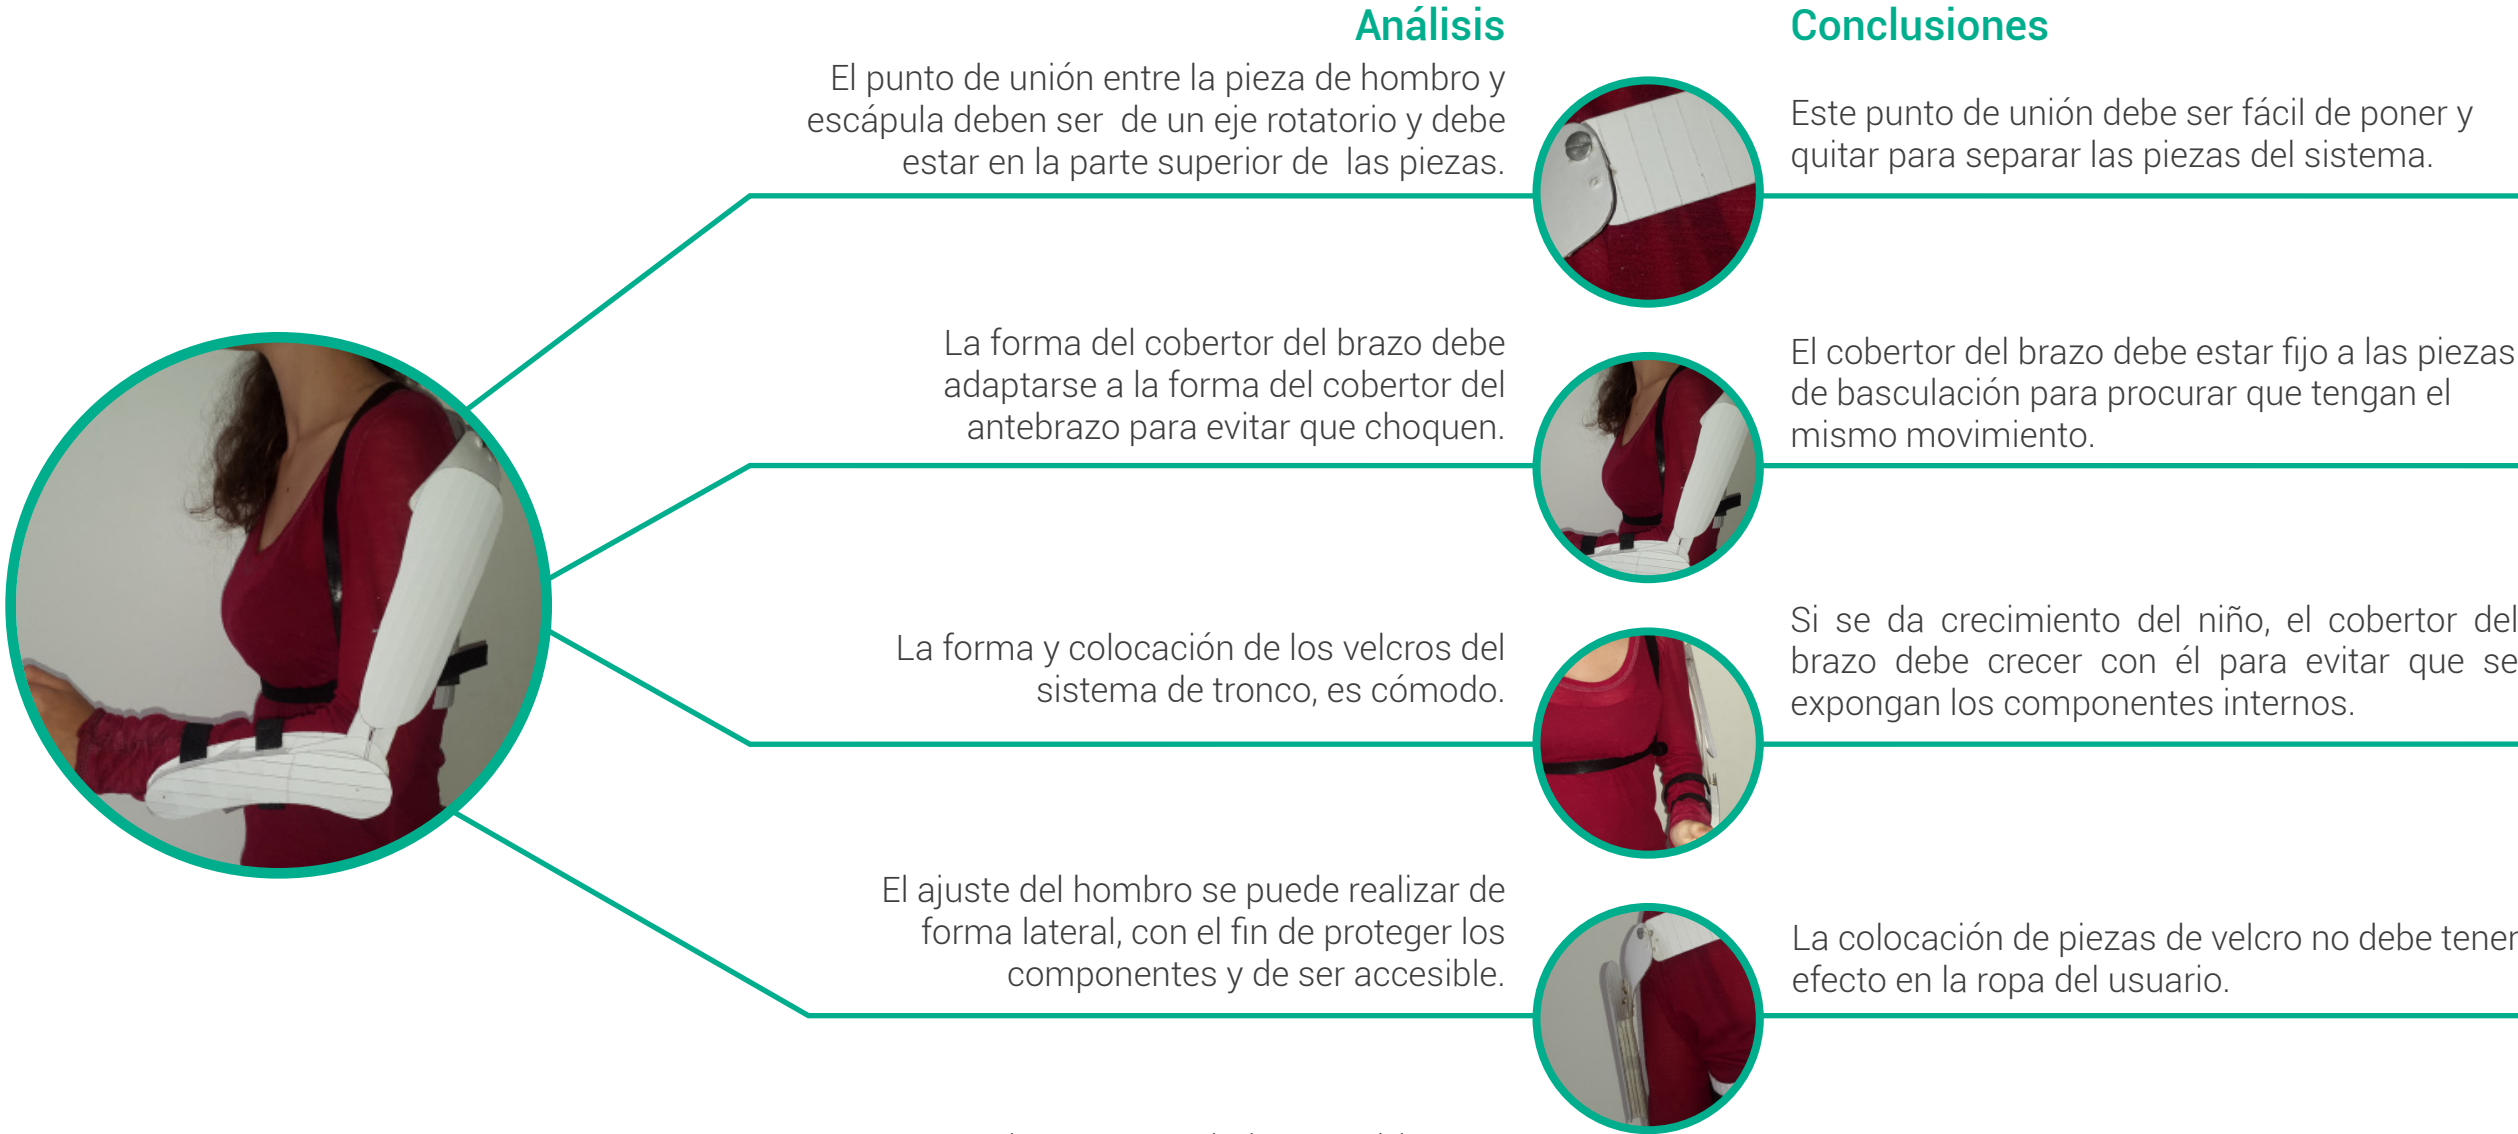 Análisis
Conclusiones
El punto de unión entre la pieza de hombro y
escápula deben ser  de un eje rotatorio y debe
estar en la parte superior de  las piezas.
Este punto de unión debe ser fácil de poner y
quitar para separar las piezas del sistema.
La forma del cobertor del brazo debe
adaptarse a la forma del cobertor del
antebrazo para evitar que choquen.
El cobertor del brazo debe estar fijo a las piezas
de basculación para procurar que tengan el
mismo movimiento.
La forma y colocación de los velcros del
sistema de tronco, es cómodo.
Si se da crecimiento del niño, el cobertor del
brazo debe crecer con él para evitar que se
expongan los componentes internos.
El ajuste del hombro se puede realizar de
forma lateral, con el fin de proteger los
componentes y de ser accesible.
La colocación de piezas de velcro no debe tener
efecto en la ropa del usuario.